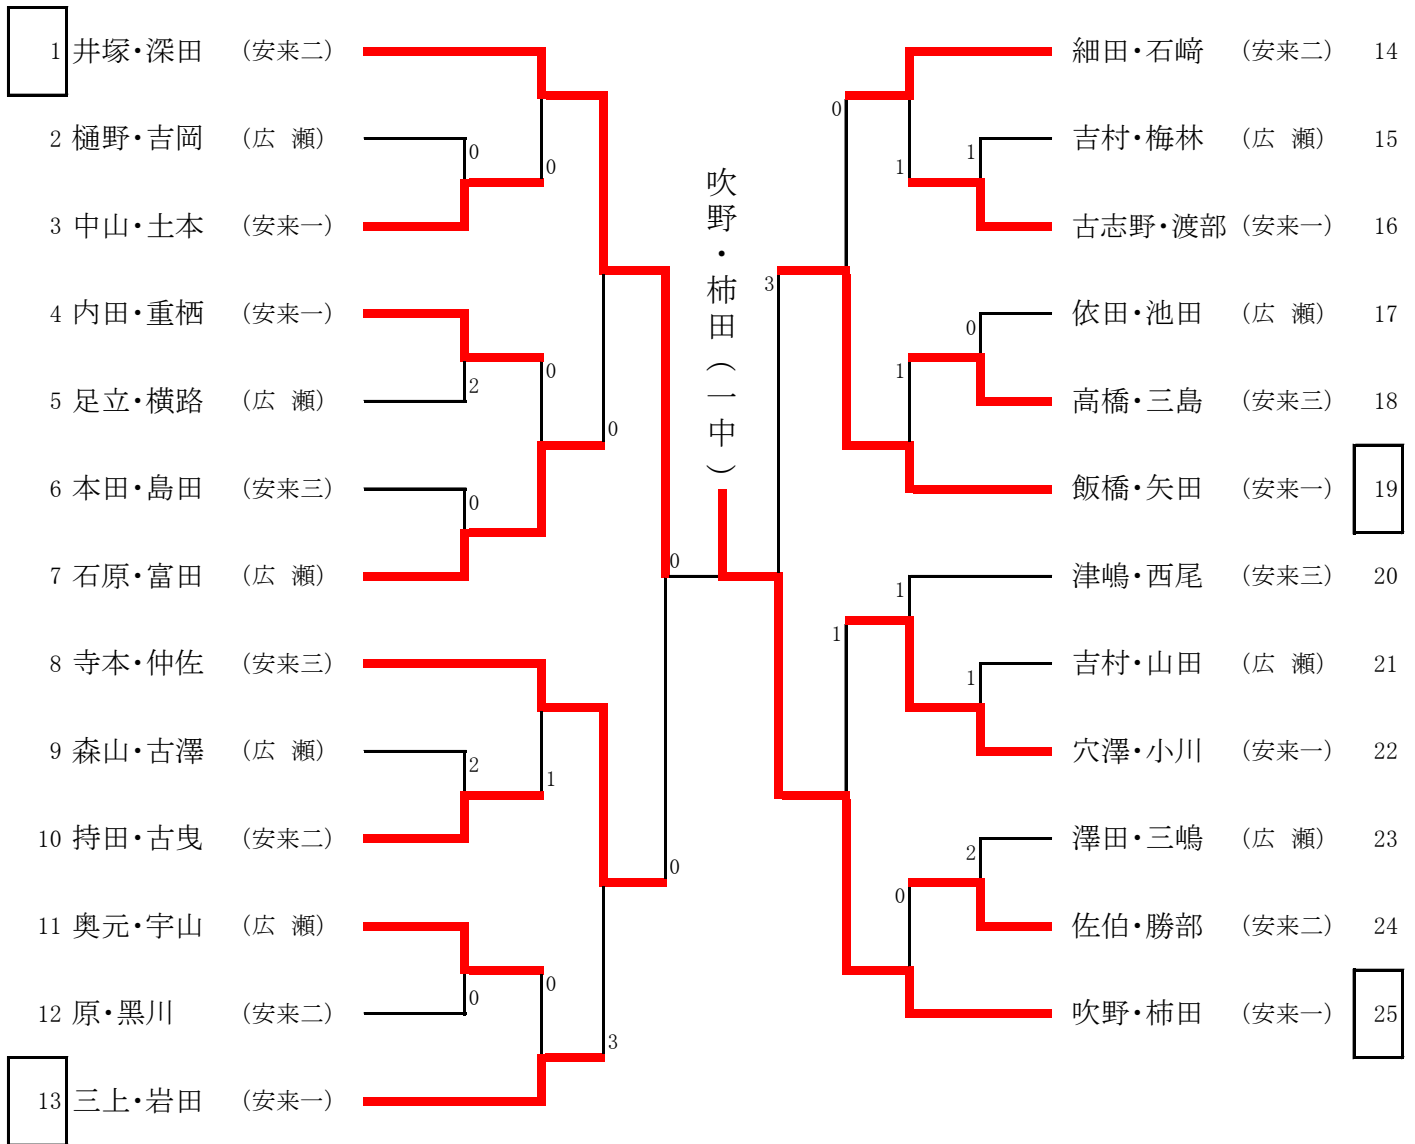 1 井塚・深田 （安来二）
2 樋野・吉岡 （広 瀬）
0
0
3 中山・土本 （安来一）
4 内田・重栖 （安来一）
0
2
5 足立・横路 （広 瀬）
0
6 本田・島田 （安来三）
0
7 石原・富田 （広 瀬）
8 寺本・仲佐 （安来三）
9 森山・古澤 （広 瀬）
2
1
10 持田・古曳 （安来二）
0
11 奥元・宇山 （広 瀬）
0
0
12 原・黒川 （安来二）
3
13 三上・岩田 （安来一）
0
吹野・柿田（一中）
細田・石﨑 （安来二） 14
0
吉村・梅林 （広 瀬） 15
1
1
古志野・渡部 （安来一） 16
3
依田・池田 （広 瀬） 17
0
1
高橋・三島 （安来三） 18
飯橋・矢田 （安来一） 19
津嶋・西尾 （安来三） 20
1
1
吉村・山田 （広 瀬） 21
1
穴澤・小川 （安来一） 22
澤田・三嶋 （広 瀬） 23
2
0
佐伯・勝部 （安来二） 24
吹野・柿田 （安来一） 25